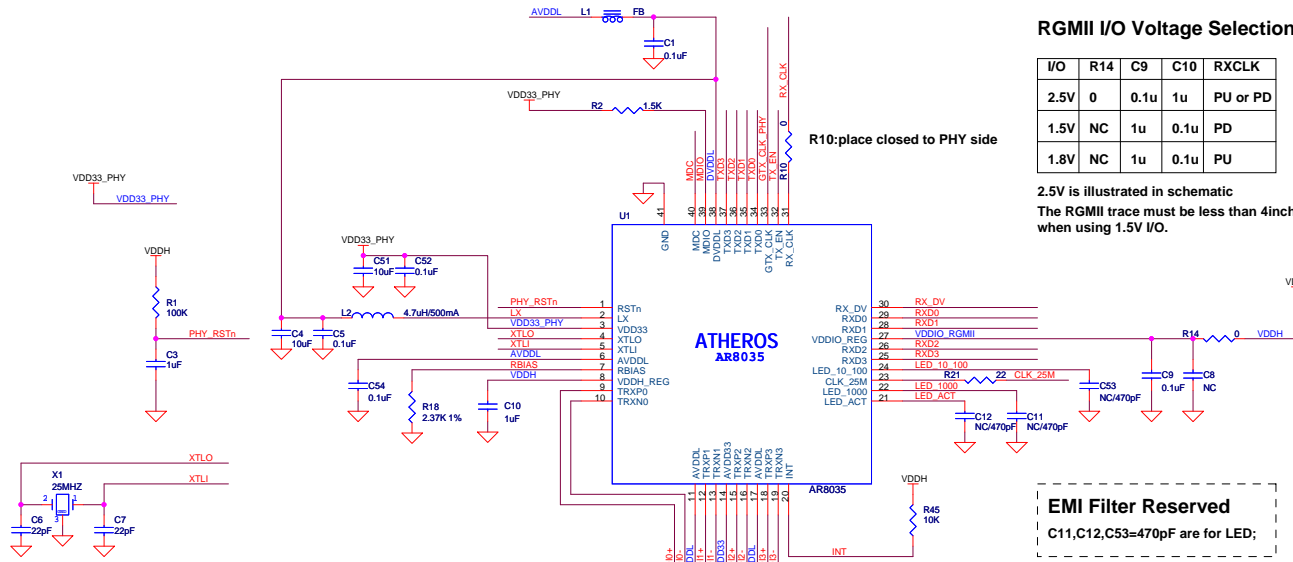 AVDDL
L1
FB
C1
0.1uF
RX_CLK
RGMII I/O Voltage Selection
I/O R14 C9 C10 RXCLK
2.5V 0 0.1u 1u PU or PD
1.5V NC 1u 0.1u PD
1.8V NC 1u 0.1u PU
2.5V is illustrated in schematic
The RGMII trace must be less than 4inch
when using 1.5V I/O.
VDD33_PHY
R2
1.5K
R10:place closed to PHY side
R10
0
MDC
MDIO
DVDDL
TXD3
TXD2
TXD1
TXD0
GTX_CLK_PHY
TX_EN
VDD33_PHY
VDD33_PHY
VDDH
R1
100K
PHY_RSTn
C3
1uF
VDD33_PHY
C51
10uF
C52
0.1uF
L2
4.7uH/500mA
C4
10uF
C5
0.1uF
U1
41
40
39
38
37
36
35
34
33
32
31
GND
MDC
MDIO
DVDDL
TXD3
TXD2
TXD1
TXD0
GTX_CLK
TX_EN
RX_CLK
PHY_RSTn 1 RSTn
LX 2 LX
VDD33_PHY 3 VDD33
XTLO 4 XTLO
XTLI 5 XTLI
AVDDL 6 AVDDL
RBIAS 7 RBIAS
VDDH 8 VDDH_REG
9 TRXP0
10 TRXN0
ATHEROS
AR8035
RX_DV 30 RX_DV
RXD0 29 RXD0
RXD1 28 RXD1
VDDIO_REG 27 VDDIO_RGMII
RXD2 26 RXD2
RXD3 25 RXD3
LED_10_100 24 LED_10_100
CLK_25M 23
LED_1000 22 LED_1000
LED_ACT 21 LED_ACT
R21
22
CLK_25M
R14
0
VDDH
C9
0.1uF
C8
NC
C53
NC/470pF
C12
NC/470pF
C11
NC/470pF
C54
0.1uF
R18
2.37K 1%
C10
1uF
AVDDL
TRXP1
TRXN1
AVDD33
TRXP2
TRXN2
AVDDL
TRXP3
TRXN3
INT
11
12
13
14
15
16
17
18
19
20
AR8035
VDDH
R45
10K
INT
XTLO
XTLI
X1
25MHZ
2
1
3
C6
22pF
C7
22pF
EMI Filter Reserved
C11,C12,C53=470pF are for LED;